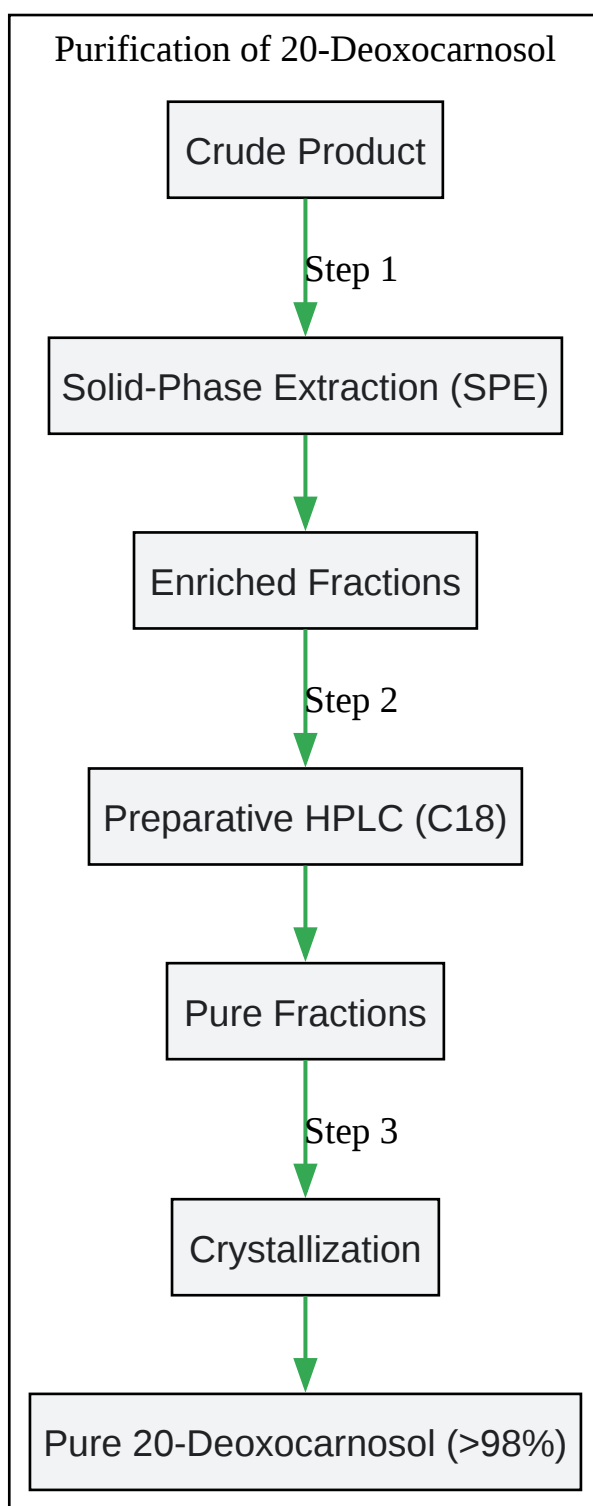 Purification of 20-Deoxocarnosol
Crude Product
Step 1
Solid-Phase Extraction (SPE)
Enriched Fractions
Step 2
Preparative HPLC (C18)
Pure Fractions
Step 3
Crystallization
Pure 20-Deoxocarnosol (>98%)